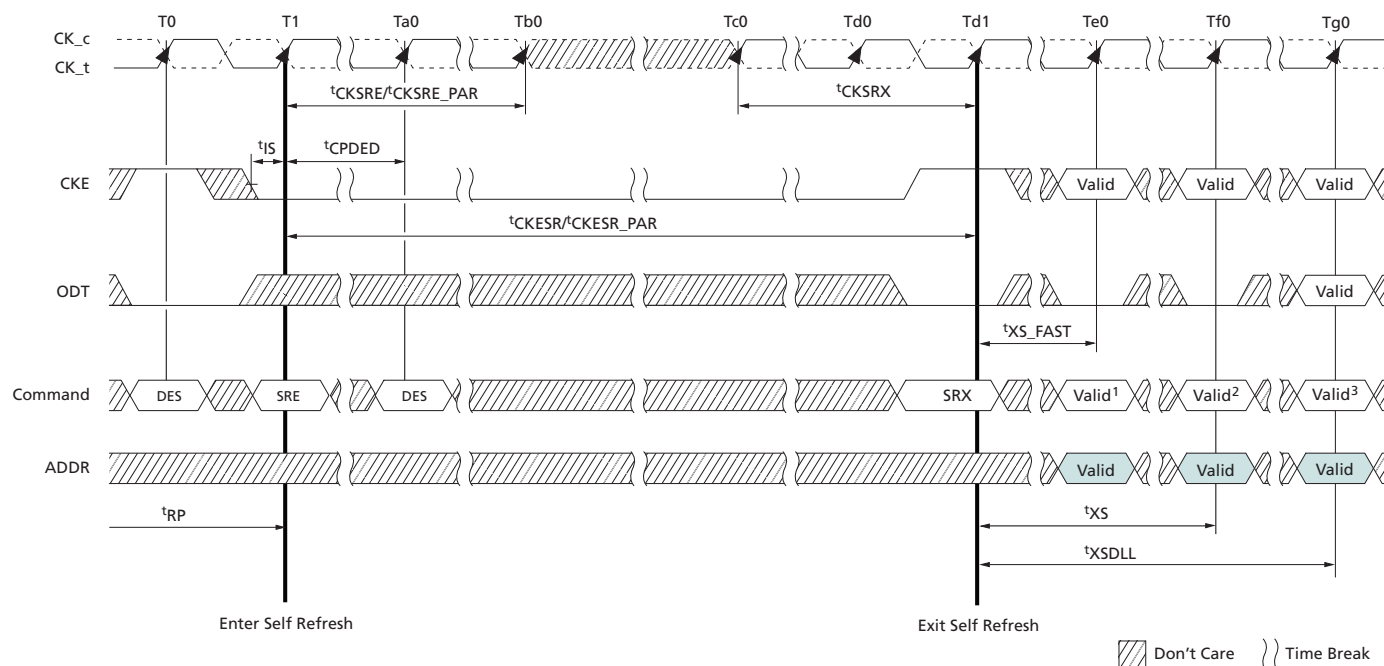 T0 T1 Ta0 Tb0 Tc0 Td0 Td1 Te0 Tf0 Tg0
CK_c
CK_t
tCKSRE/tCKSRE_PAR tCKSRX
tIS tCPDED
CKE Valid Valid Valid
tCKESR/tCKESR_PAR
ODT Valid
tXS_FAST
Command DES SRE DES SRX Valid1 Valid2 Valid3
ADDR Valid Valid Valid
tRP tXS
tXSDLL
Enter Self Refresh Exit Self Refresh
Don't Care Time Break